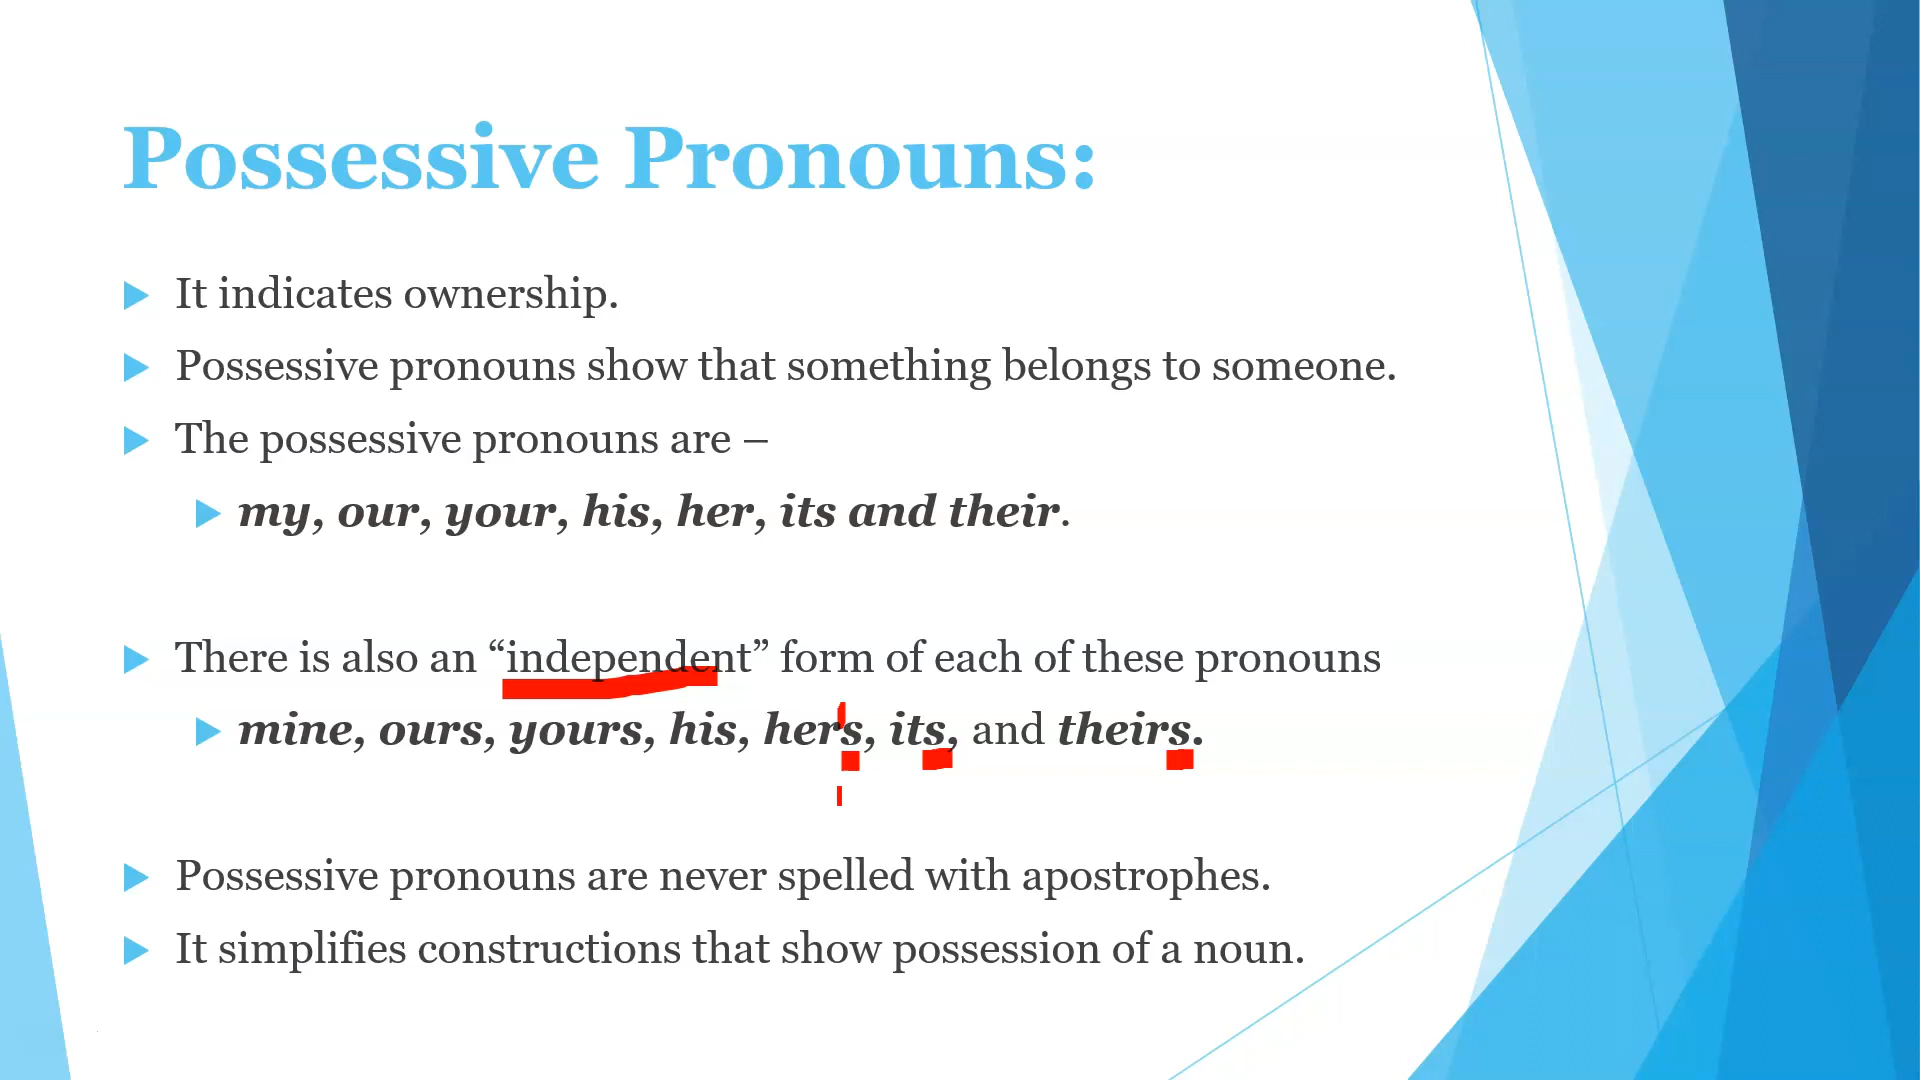 Possessive Pronouns:
It indicates ownership.
Possessive pronouns show that something belongs to someone.
The possessive pronouns are –
my, our, your, his, her, its and their.
There is also an “independent” form of each of these pronouns
mine, ours, yours, his, hers, its, and theirs.
Possessive pronouns are never spelled with apostrophes.
It simplifies constructions that show possession of a noun.